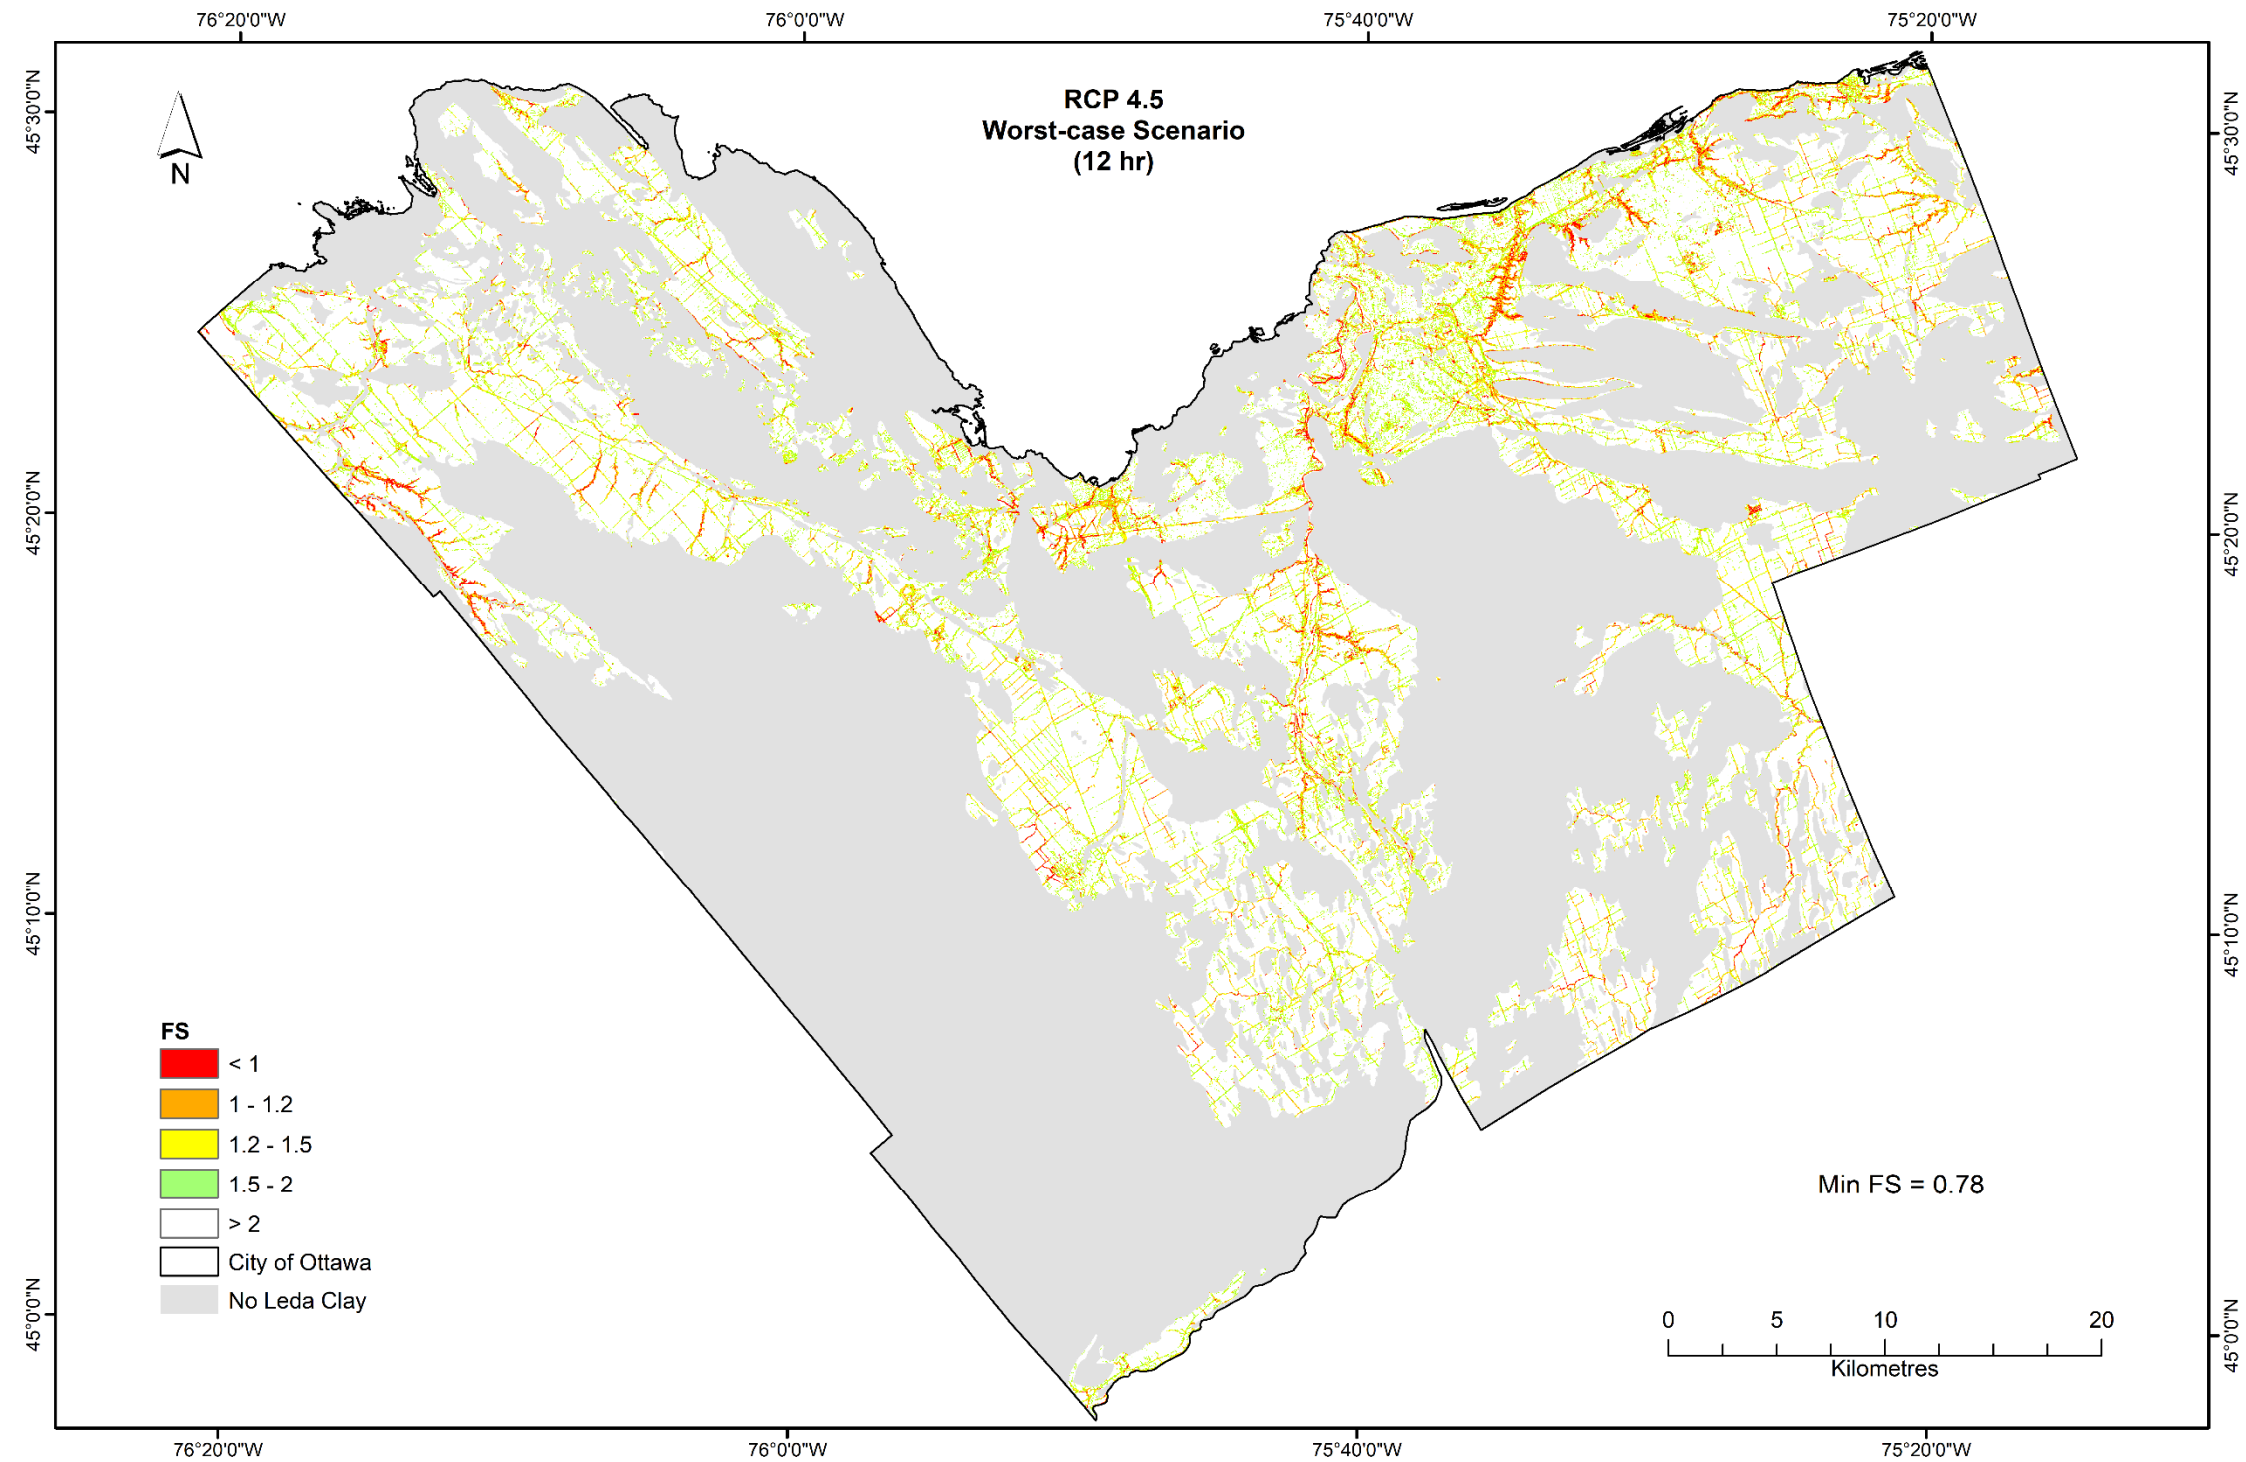 76°20'0"W
76°0'0"W
75°40'0"W
75°20'0"W
45°30'0"N
45°30'0"N
RCP 4.5
Worst-case Scenario
(12 hr)
N
45°20'0"N
45°20'0"N
45°10'0"N
45°10'0"N
FS
< 1
1 - 1.2
1.2 - 1.5
1.5 - 2
> 2
City of Ottawa
No Leda Clay
Min FS = 0.78
45°0'0"N
45°0'0"N
0 5 10 20
Kilometres
76°20'0"W
76°0'0"W
75°40'0"W
75°20'0"W